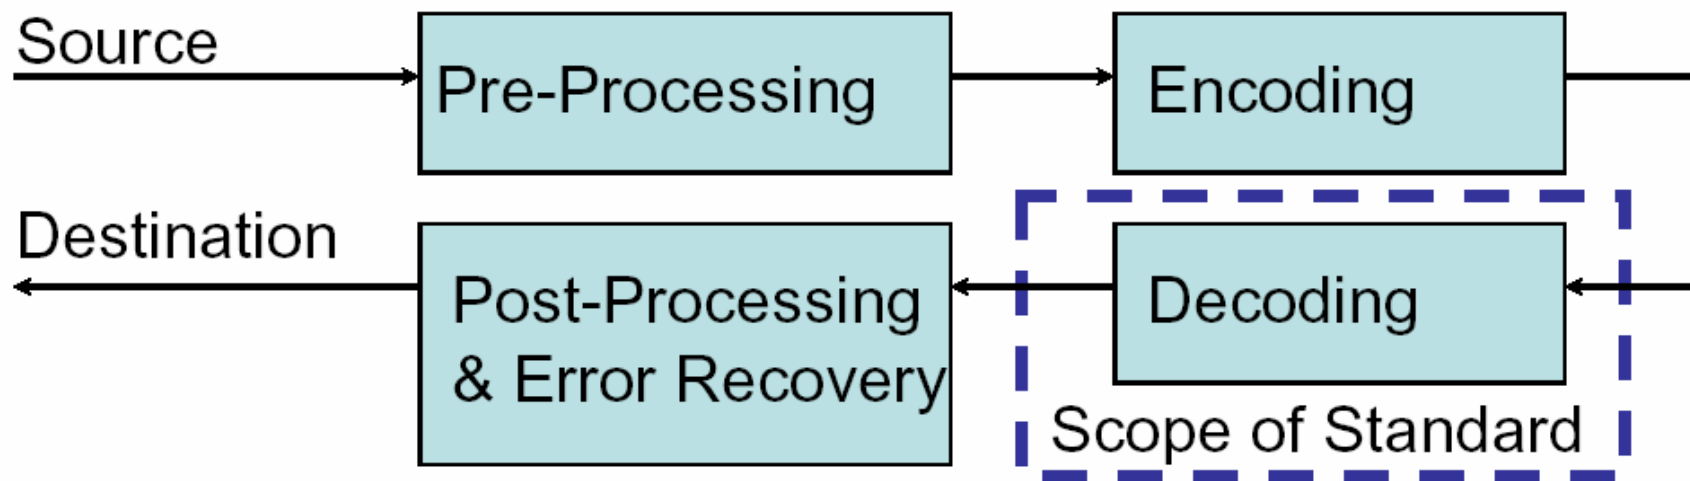 Source
Pre-Processing
Encoding
Destination
Post-Processing
& Error Recovery
Decoding
Scope of Standard